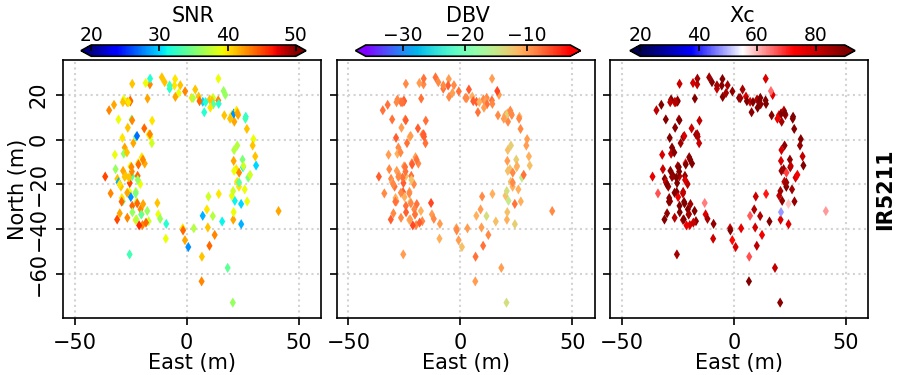 SNR DBV Xc
20 30 40 50 −30 −20 −10 20 40 60 80
20
0
−20
−40
−60
North (m)
−50 0 50 −50 0 50 −50 0 50
East (m) East (m) East (m)
IR5211